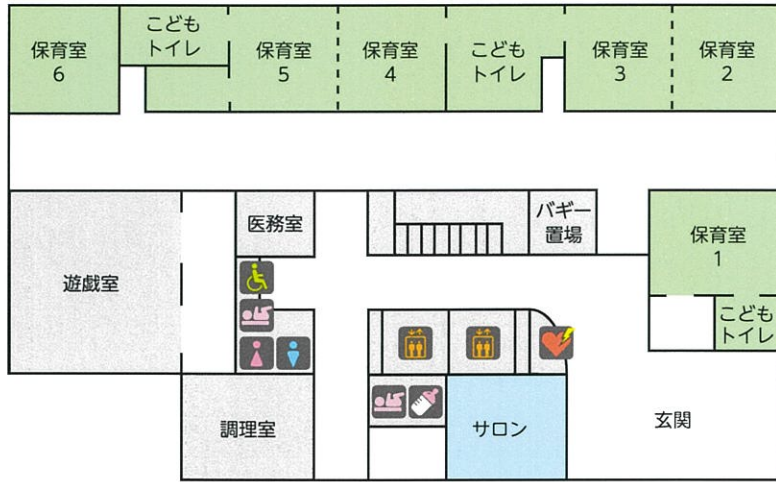 保育室
6
こども
トイレ
保育室
5
保育室
4
こども
トイレ
保育室
3
保育室
2
遊戯室
医務室
バギー
置場
保育室
1
こども
トイレ
調理室
サロン
玄関